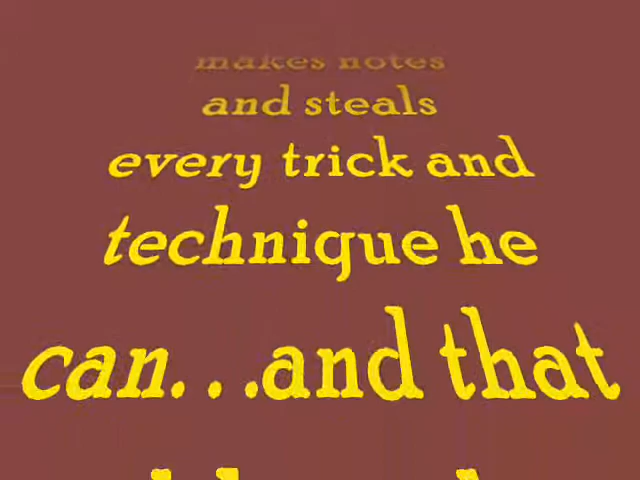 makes notes
and steals
every trick and
technique he
can...and that